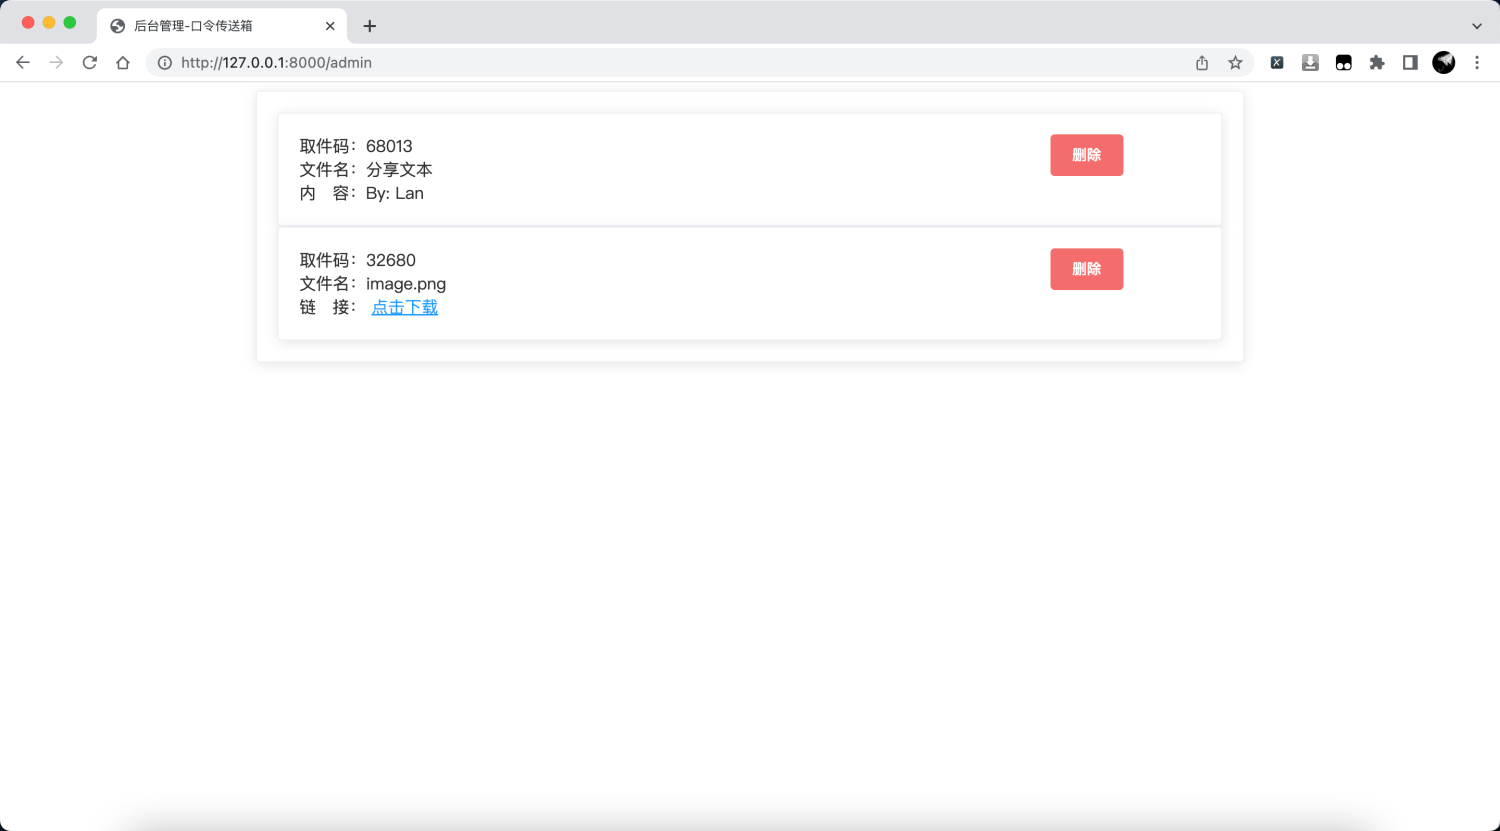 后台管理-口令传送箱
http://127.0.0.1:8000/admin
取件码：68013
文件名：分享文本
内　容：By: Lan
删除
取件码：32680
文件名：image.png
链　接： 点击下载
删除